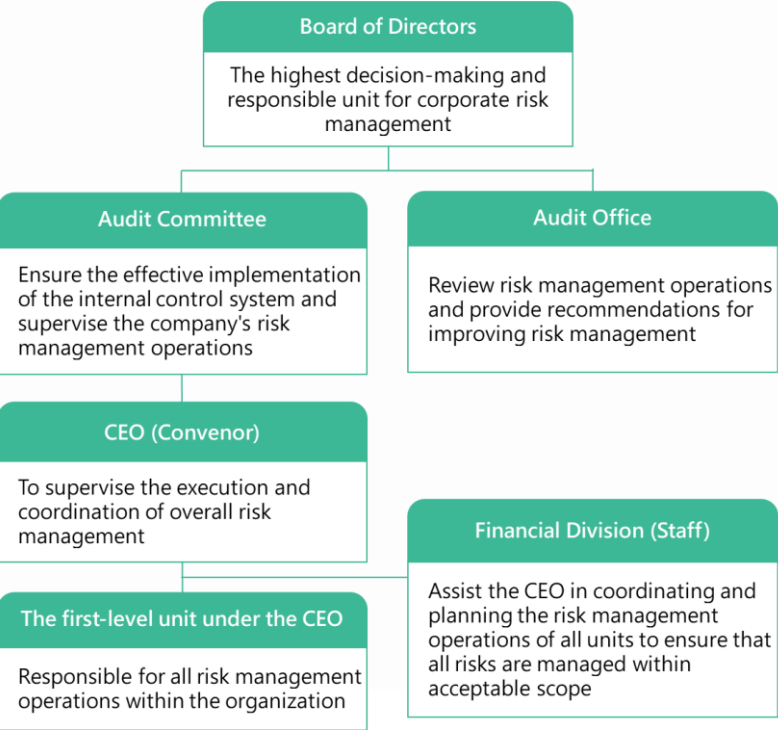 Board of Directors
The highest decision-making and
responsible unit for corporate risk
management
Audit Committee
Ensure the effective implementation
of the internal control system and
supervise the company's risk
management operations
Audit Office
Review risk management operations
and provide recommendations for
improving risk management
CEO (Convenor)
To supervise the execution and
coordination of overall risk
management
Financial Division (Staff)
Assist the CEO in coordinating and
planning the risk management
operations of all units to ensure that
all risks are managed within
acceptable scope
The first-level unit under the CEO
Responsible for all risk management
operations within the organization